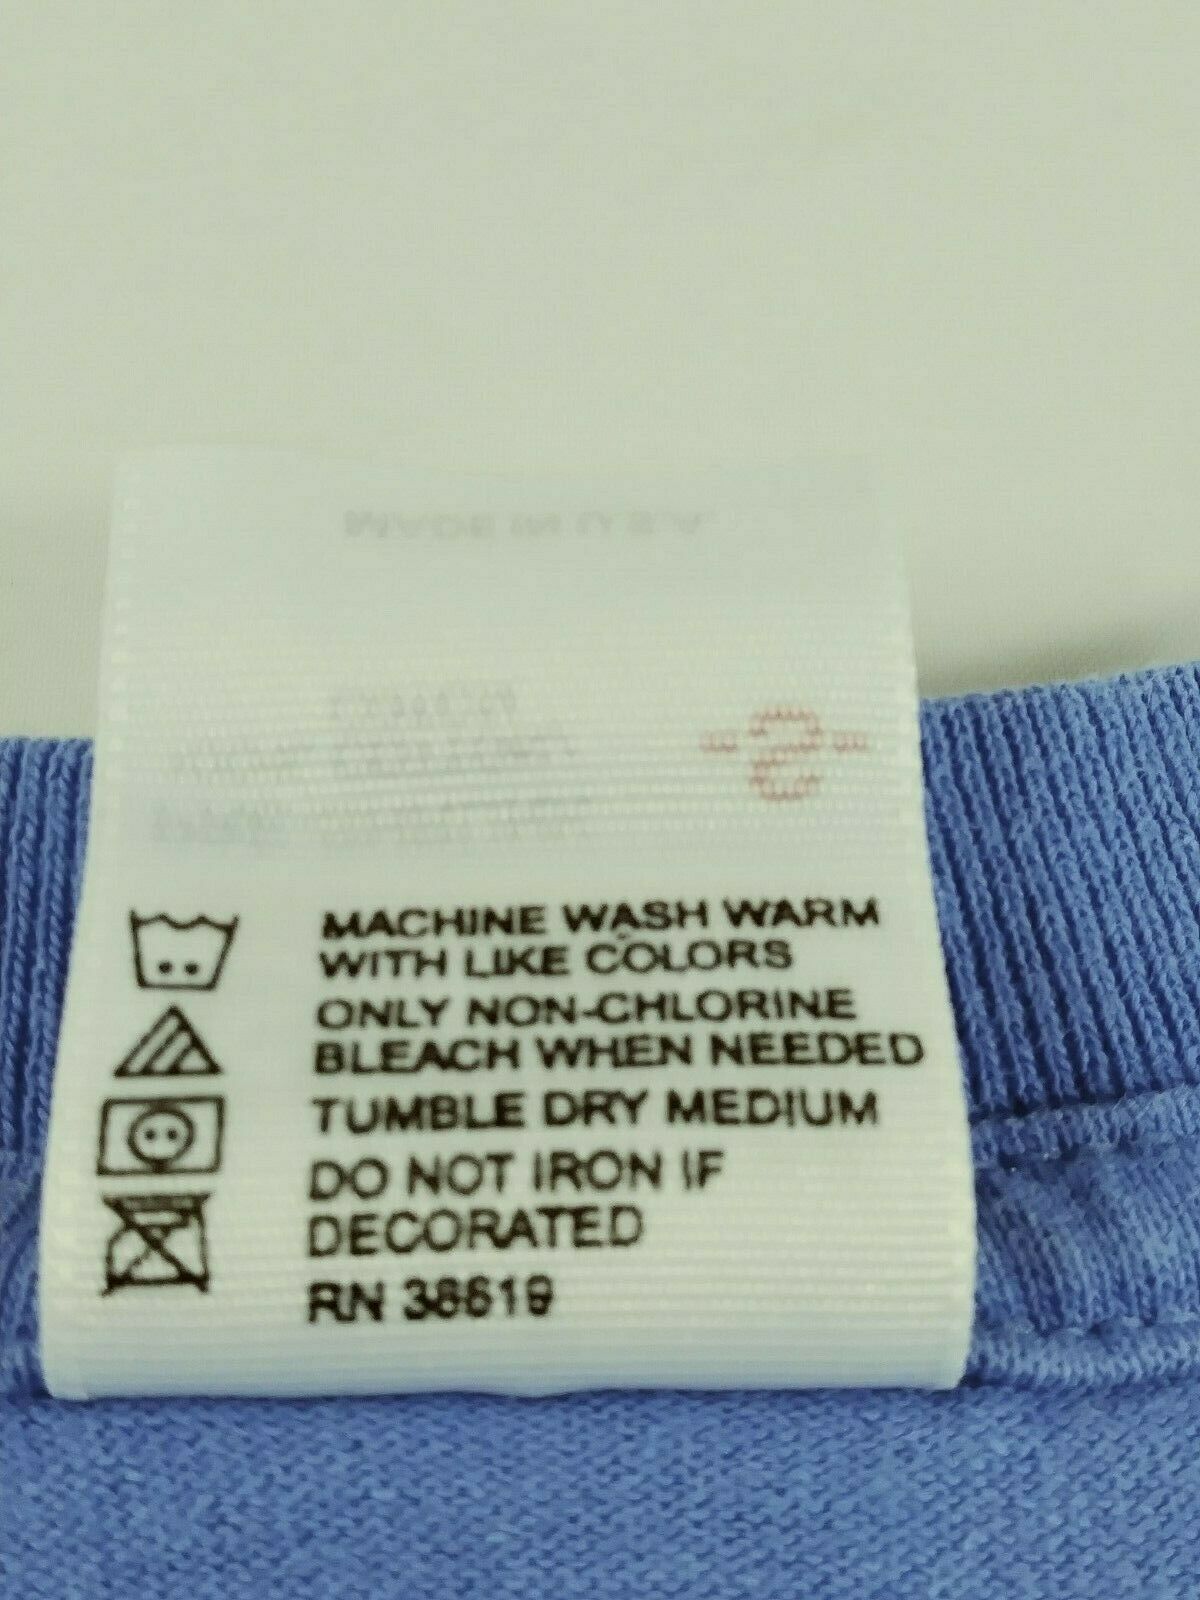 MACHINE WASH WARM
WITH LIKE COLORS
ONLY NON-CHLORINE
BLEACH WHEN NEEDED
TUMBLE DRY MEDIUM
DO NOT IRON IF
DECORATED
RN 38619